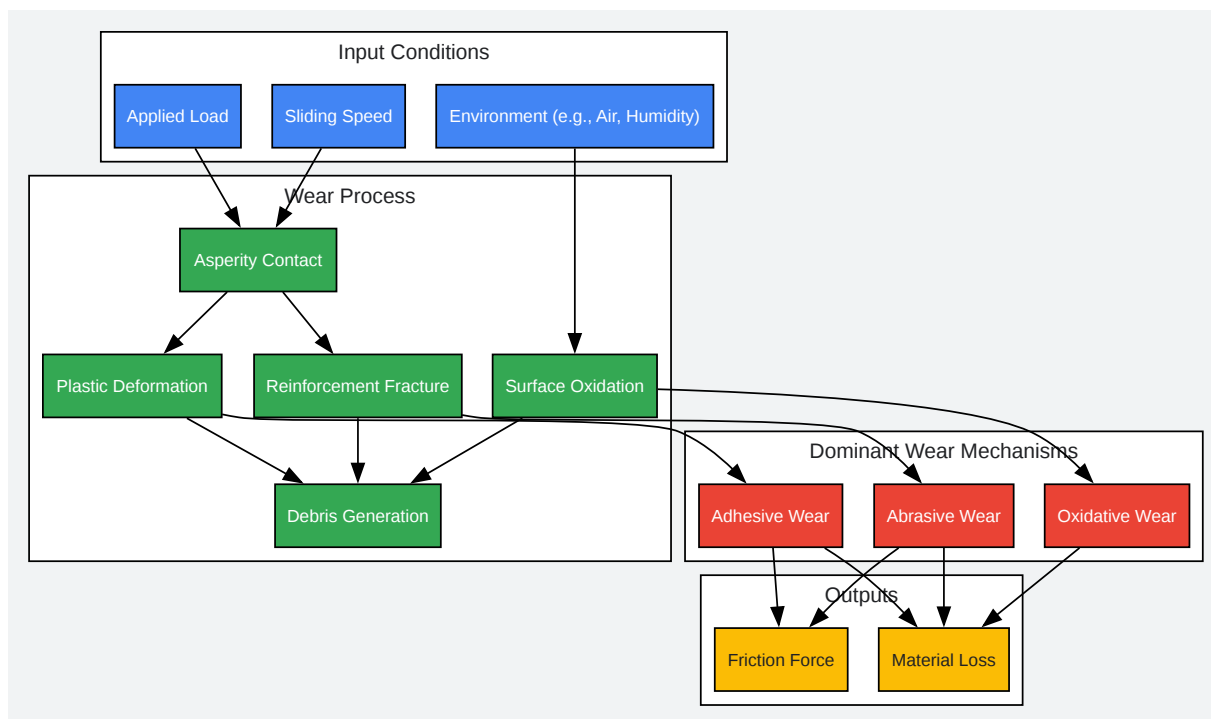 Input Conditions
Applied Load
Sliding Speed
Environment (e.g., Air, Humidity)
Wear Process
Asperity Contact
Plastic Deformation
Reinforcement Fracture
Surface Oxidation
Debris Generation
Dominant Wear Mechanisms
Adhesive Wear
Abrasive Wear
Oxidative Wear
Outputs
Friction Force
Material Loss